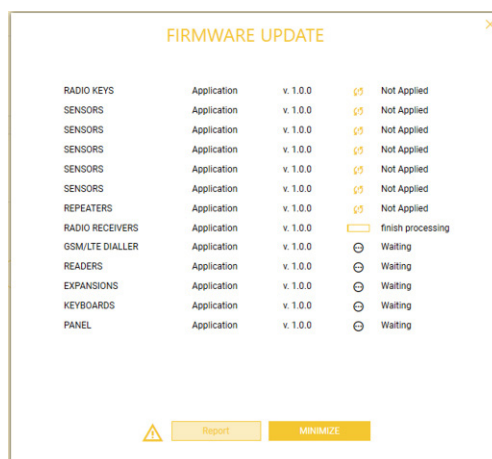 FIRMWARE UPDATE
RADIO KEYS Application v. 1.0.0 Not Applied
SENSORS Application v. 1.0.0 Not Applied
SENSORS Application v. 1.0.0 Not Applied
SENSORS Application v. 1.0.0 Not Applied
SENSORS Application v. 1.0.0 Not Applied
SENSORS Application v. 1.0.0 Not Applied
REPEATERS Application v. 1.0.0 Not Applied
RADIO RECEIVERS Application v. 1.0.0 finish processing
GSM/LTE DIALLER Application v. 1.0.0 Waiting
READERS Application v. 1.0.0 Waiting
EXPANSIONS Application v. 1.0.0 Waiting
KEYBOARDS Application v. 1.0.0 Waiting
PANEL Application v. 1.0.0 Waiting
Report MINIMIZE